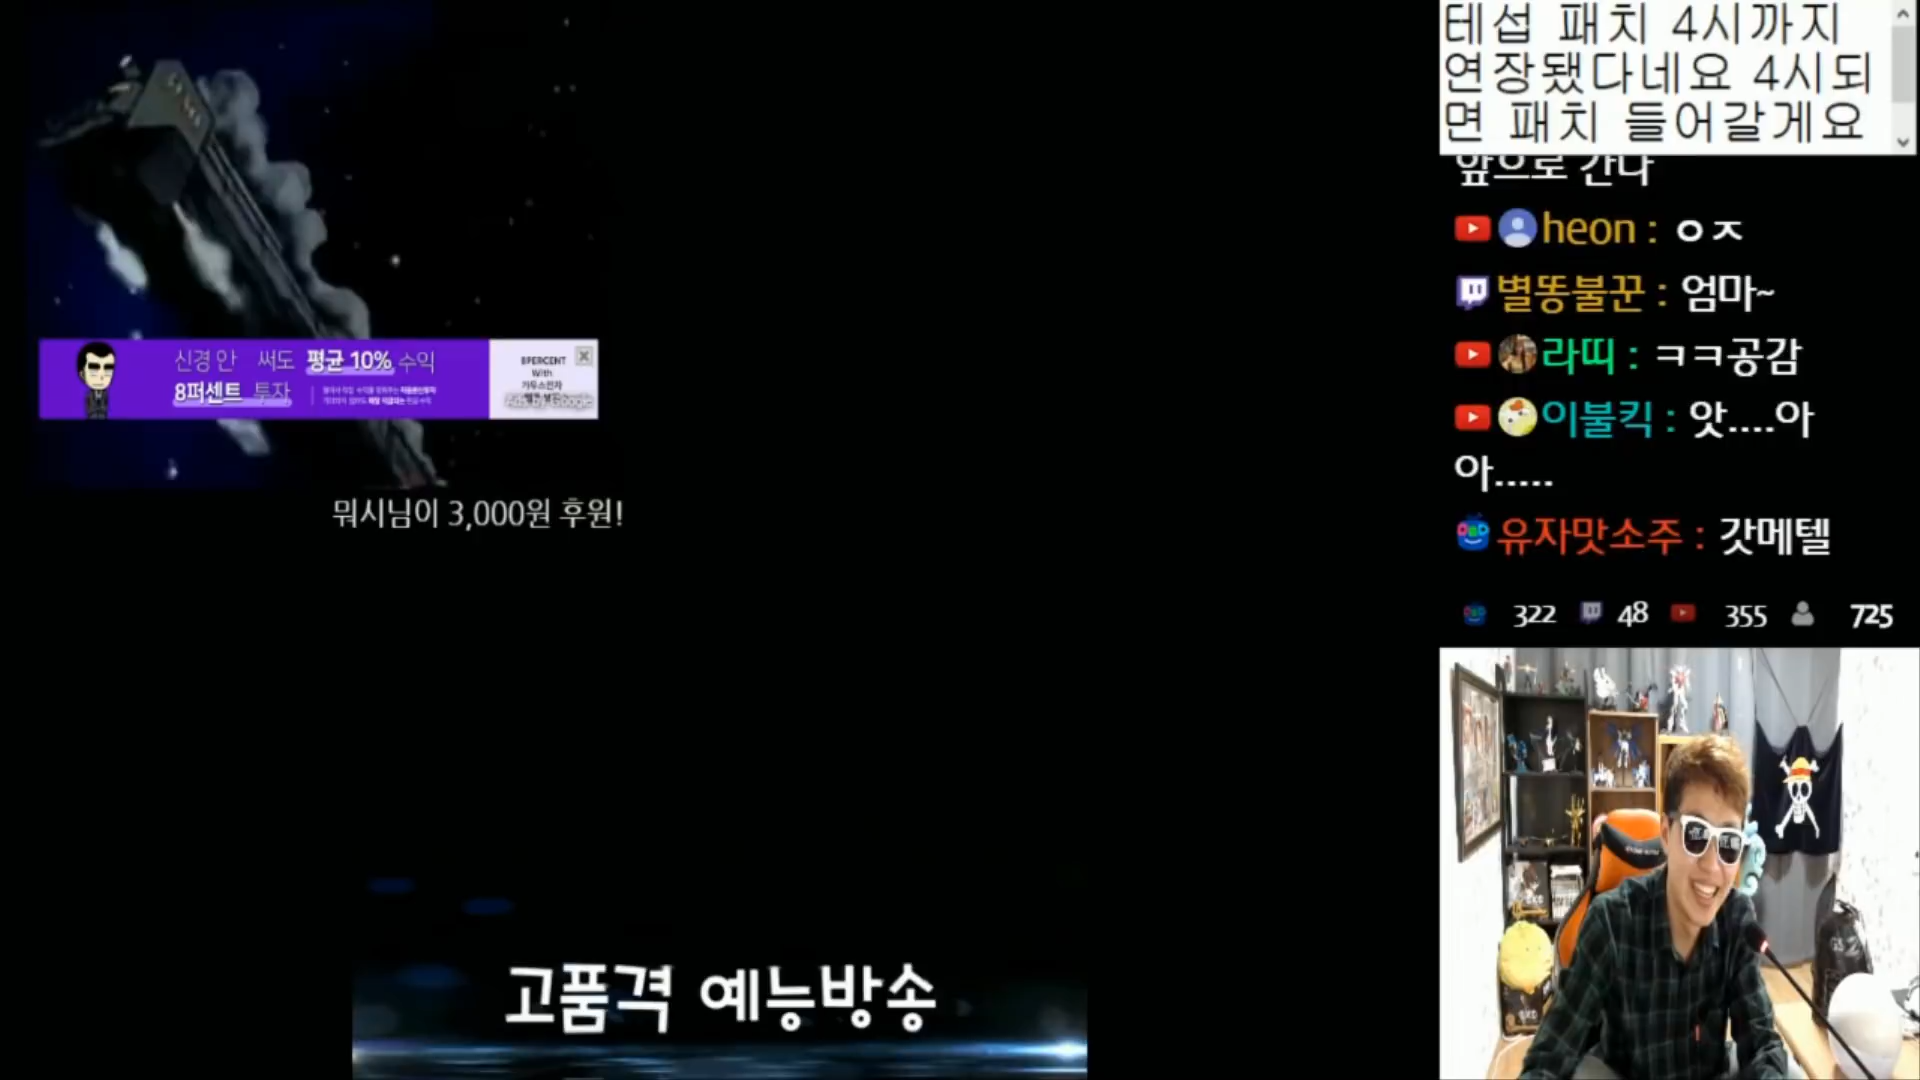 테섭 패치 4시까지
연장됐다네요 4시되
면 패치 들어갈게요
앞으로 간다
heon : ㅇㅈ
별똥불꾼 : 엄마~
라띠 : ㅋㅋ공감
이불킥 : 앗....아
아.....
유자맛소주 : 갓메텔
322 48 355 725
신경 안 써도 평균 10% 수익
8퍼센트 투자
8PERCENT
With
Ads by Google
뭐시님이 3,000원 후원!
고품격 예능방송